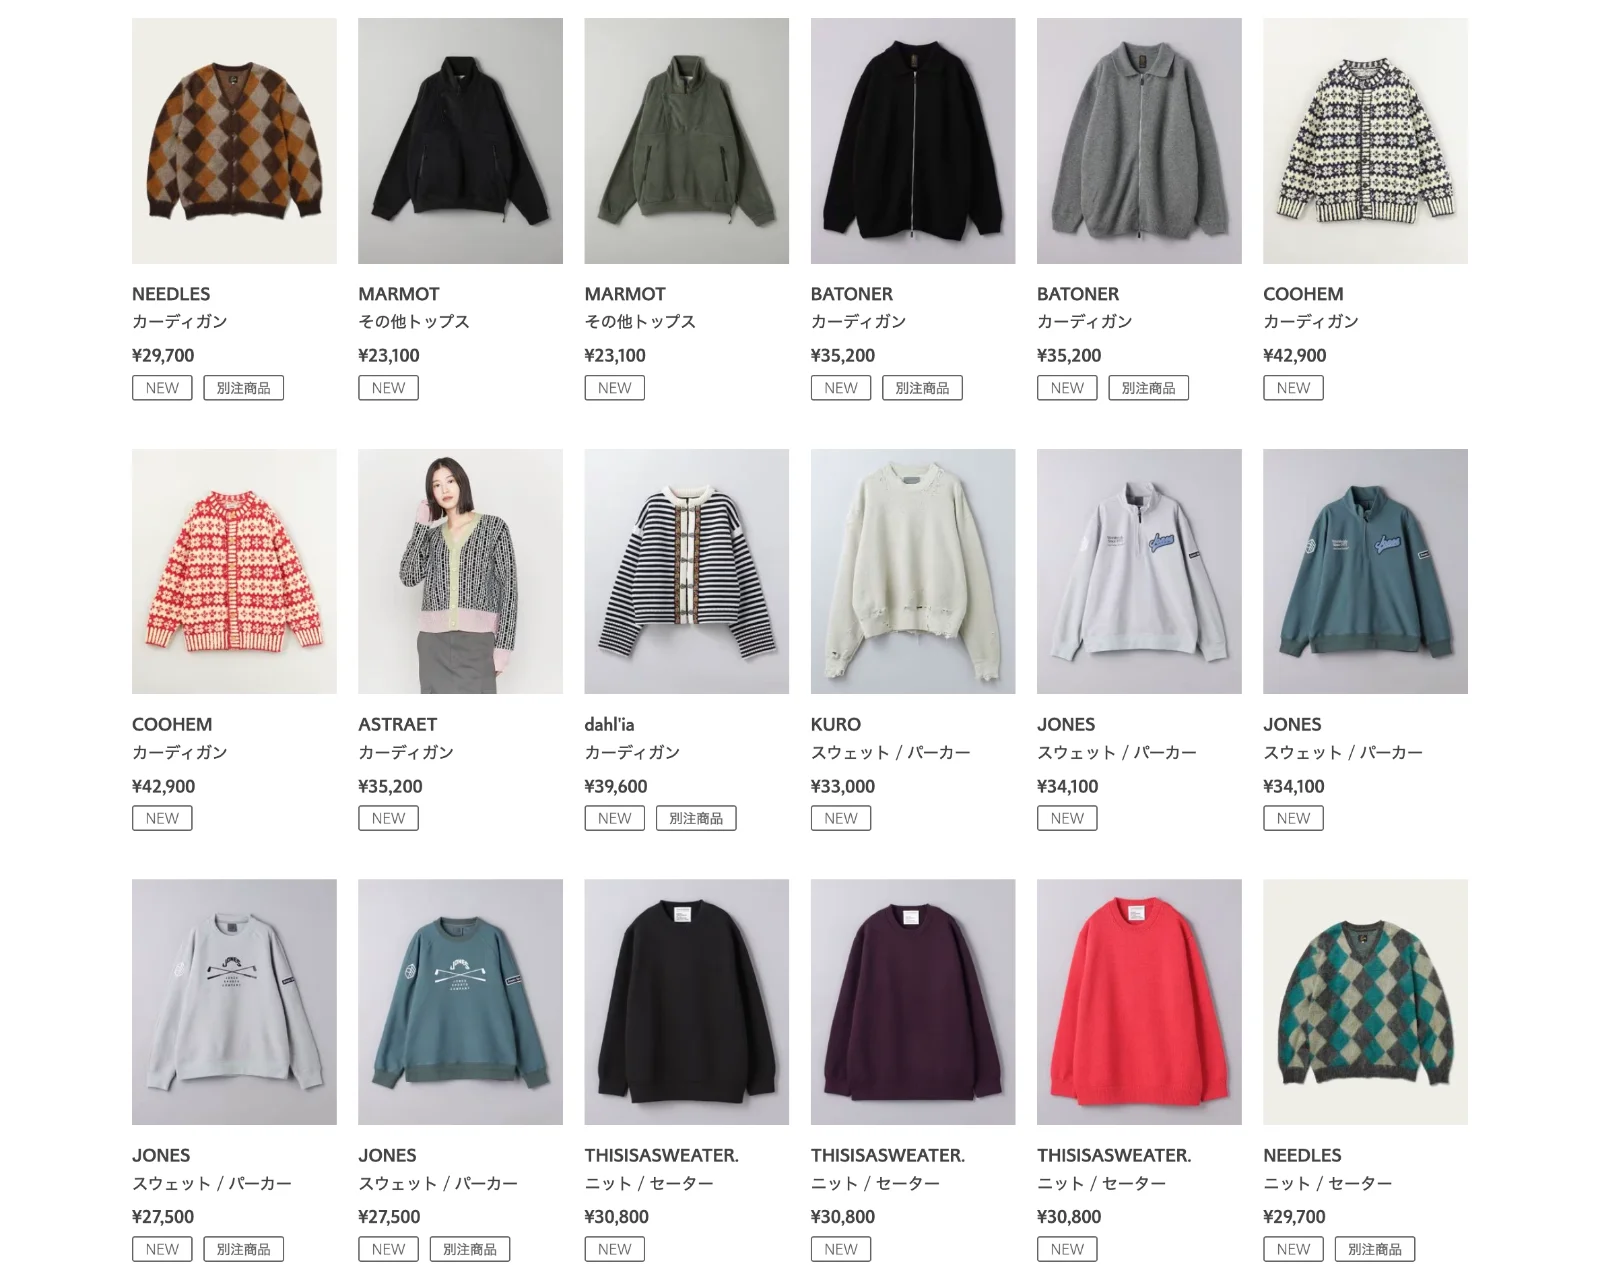 NEEDLES
カーディガン
¥29,700
NEW 別注商品
MARMOT
その他トップス
¥23,100
NEW
MARMOT
その他トップス
¥23,100
NEW
BATONER
カーディガン
¥35,200
NEW 別注商品
BATONER
カーディガン
¥35,200
NEW 別注商品
COOHEM
カーディガン
¥42,900
NEW
COOHEM
カーディガン
¥42,900
NEW
ASTRAET
カーディガン
¥35,200
NEW
dahl'ia
カーディガン
¥39,600
NEW 別注商品
KURO
スウェット / パーカー
¥33,000
NEW
Jones
JONES
スウェット / パーカー
¥34,100
NEW
Jones
JONES
スウェット / パーカー
¥34,100
NEW
JONES
JONES
SPORTS
COMPANY
JONES
スウェット / パーカー
¥27,500
NEW 別注商品
JONES
JONES
SPORTS
COMPANY
JONES
スウェット / パーカー
¥27,500
NEW 別注商品
THISISASWEATER.
ニット / セーター
¥30,800
NEW
THISISASWEATER.
ニット / セーター
¥30,800
NEW
THISISASWEATER.
ニット / セーター
¥30,800
NEW
NEEDLES
ニット / セーター
¥29,700
NEW 別注商品